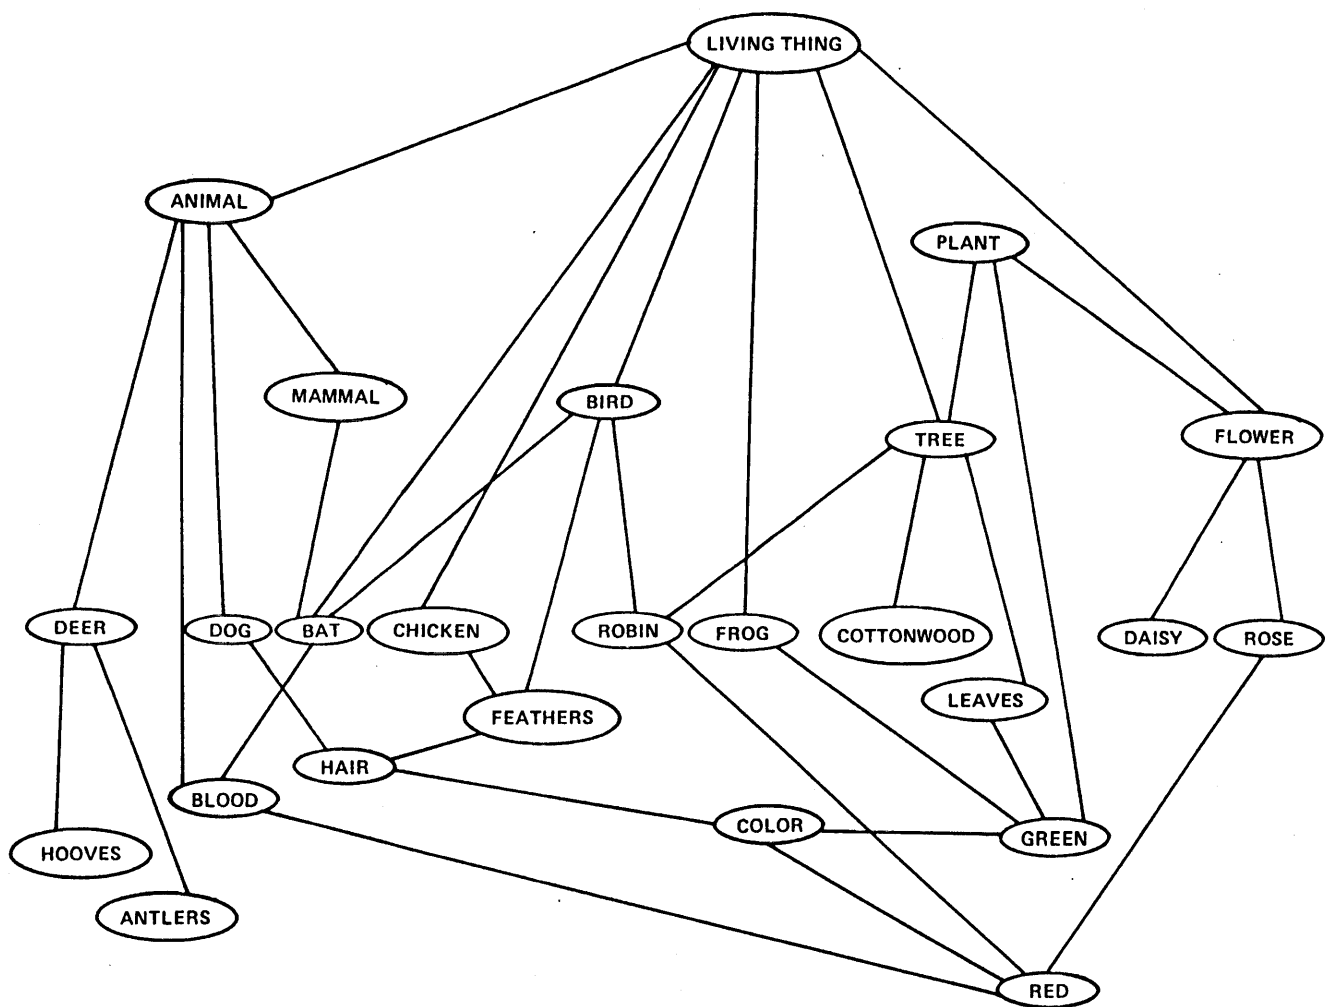 LIVING THING
ANIMAL
PLANT
MAMMAL
BIRD
TREE
FLOWER
DEER
DOG
BAT
CHICKEN
ROBIN
FROG
COTTONWOOD
DAISY
ROSE
LEAVES
FEATHERS
HAIR
BLOOD
COLOR
GREEN
HOOVES
ANTLERS
RED